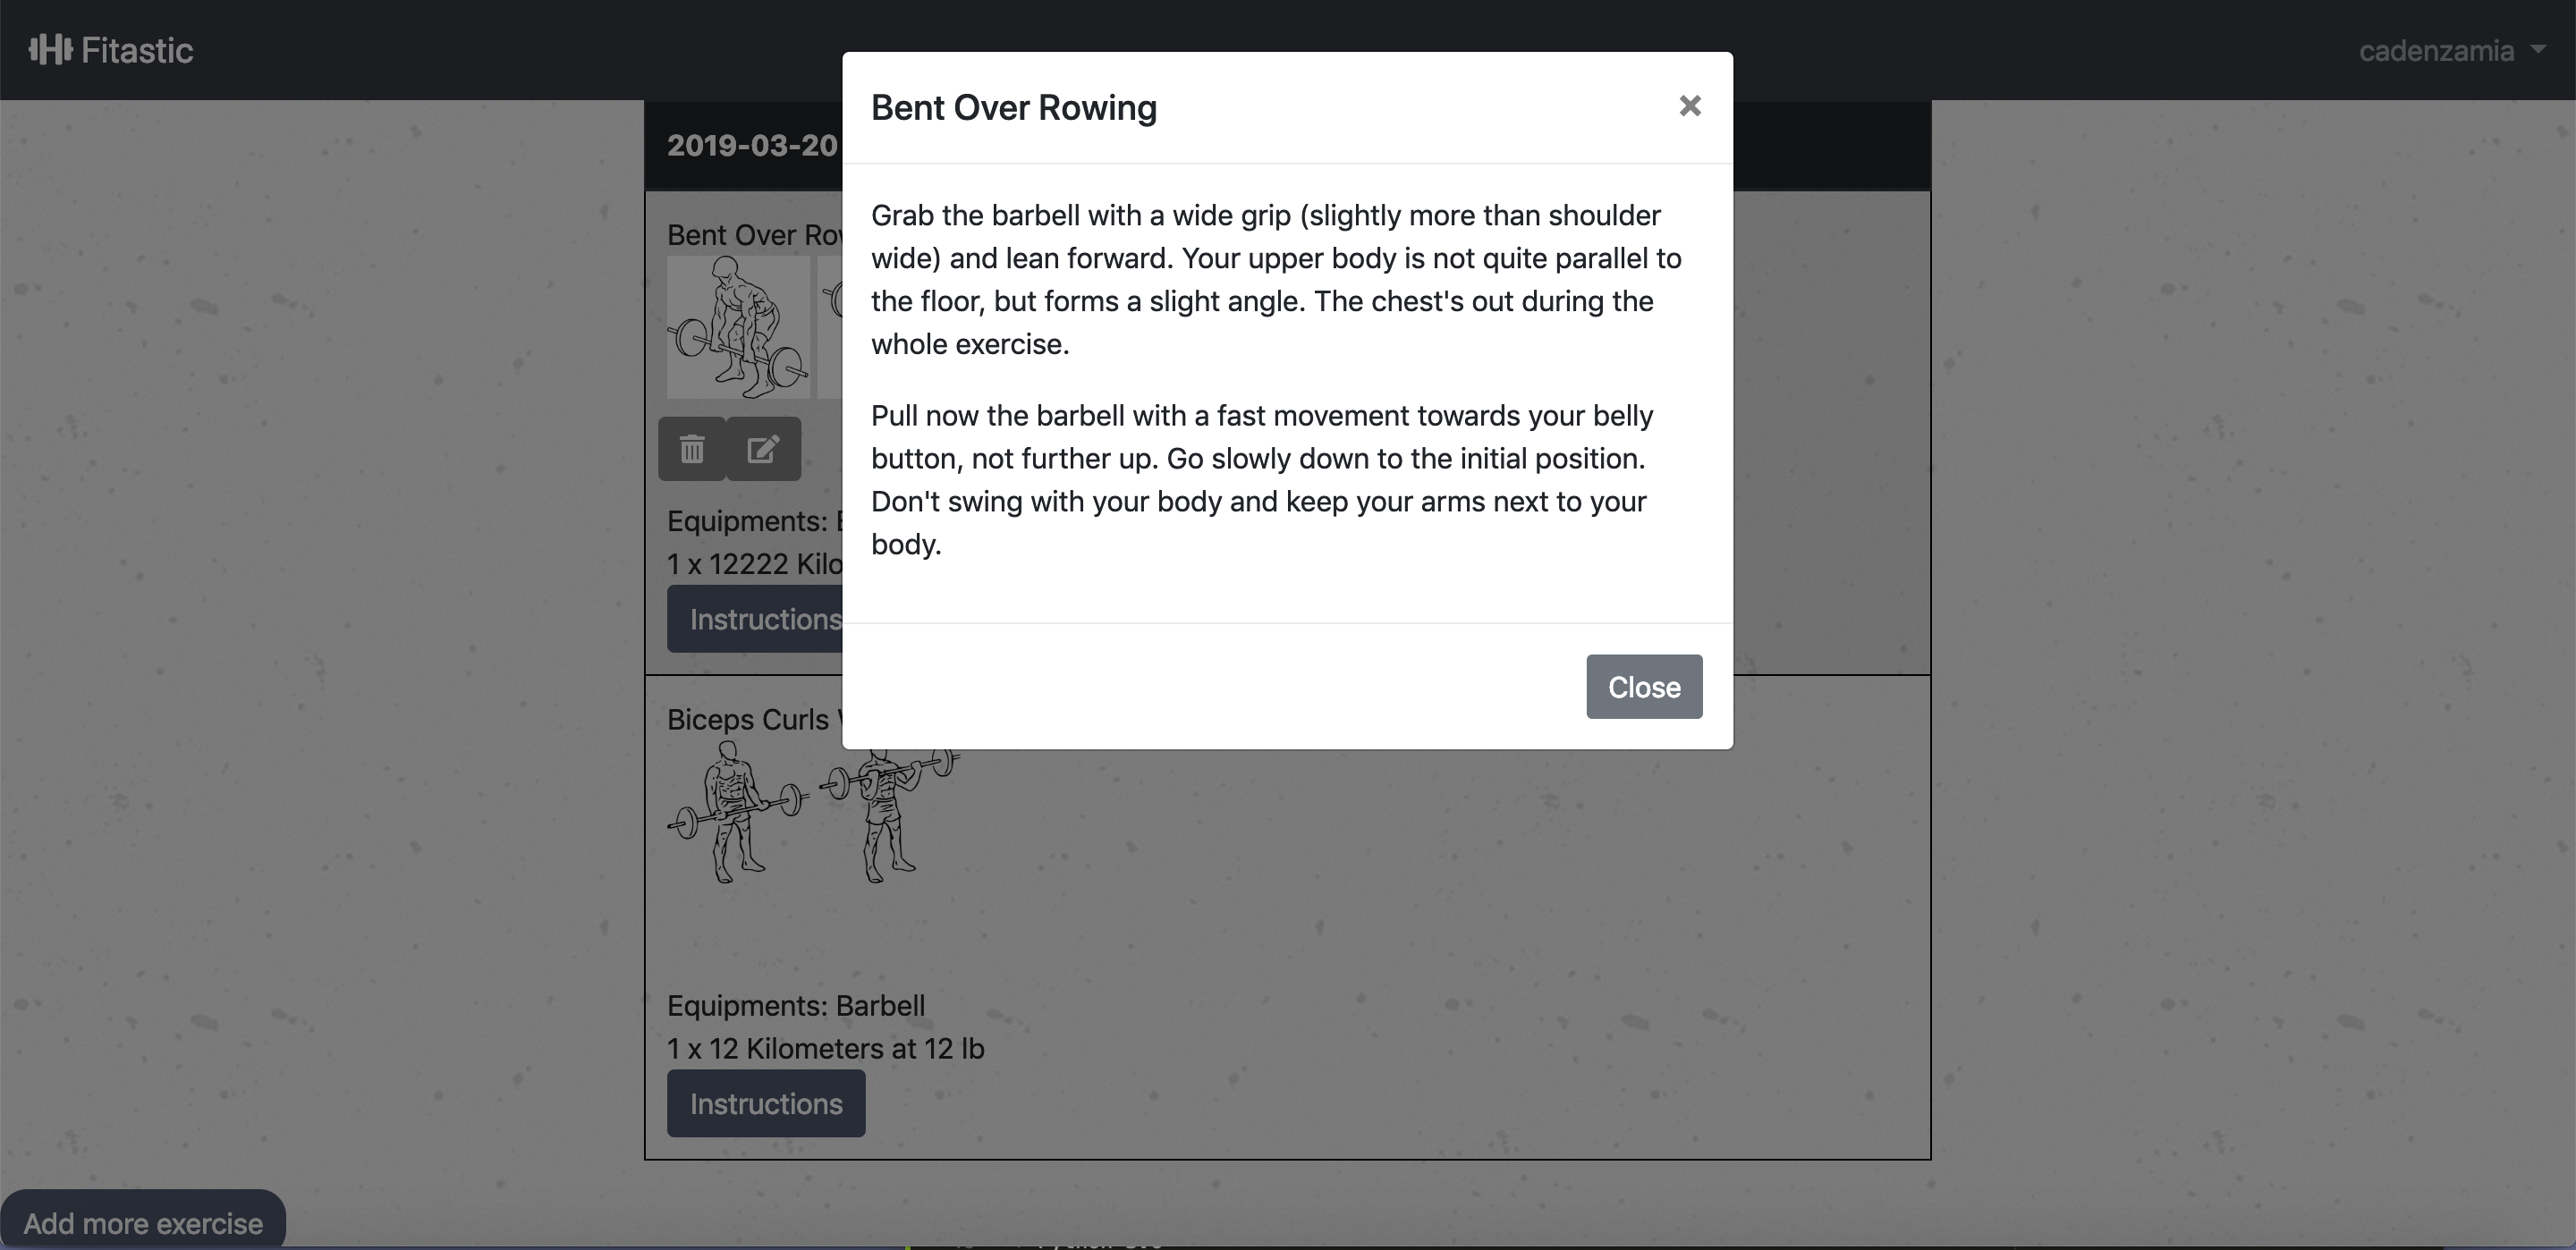 Fitastic
cadenzamia
Bent Over Rowing
×
2019-03-20
Grab the barbell with a wide grip (slightly more than shoulder
wide) and lean forward. Your upper body is not quite parallel to
the floor, but forms a slight angle. The chest's out during the
whole exercise.
Pull now the barbell with a fast movement towards your belly
button, not further up. Go slowly down to the initial position.
Don't swing with your body and keep your arms next to your
body.
Close
Bent Over
Equipments:
1 x 12222
Instructions
Biceps Curls
Equipments: Barbell
1 x 12 Kilometers at 12 lb
Instructions
Add more exercise